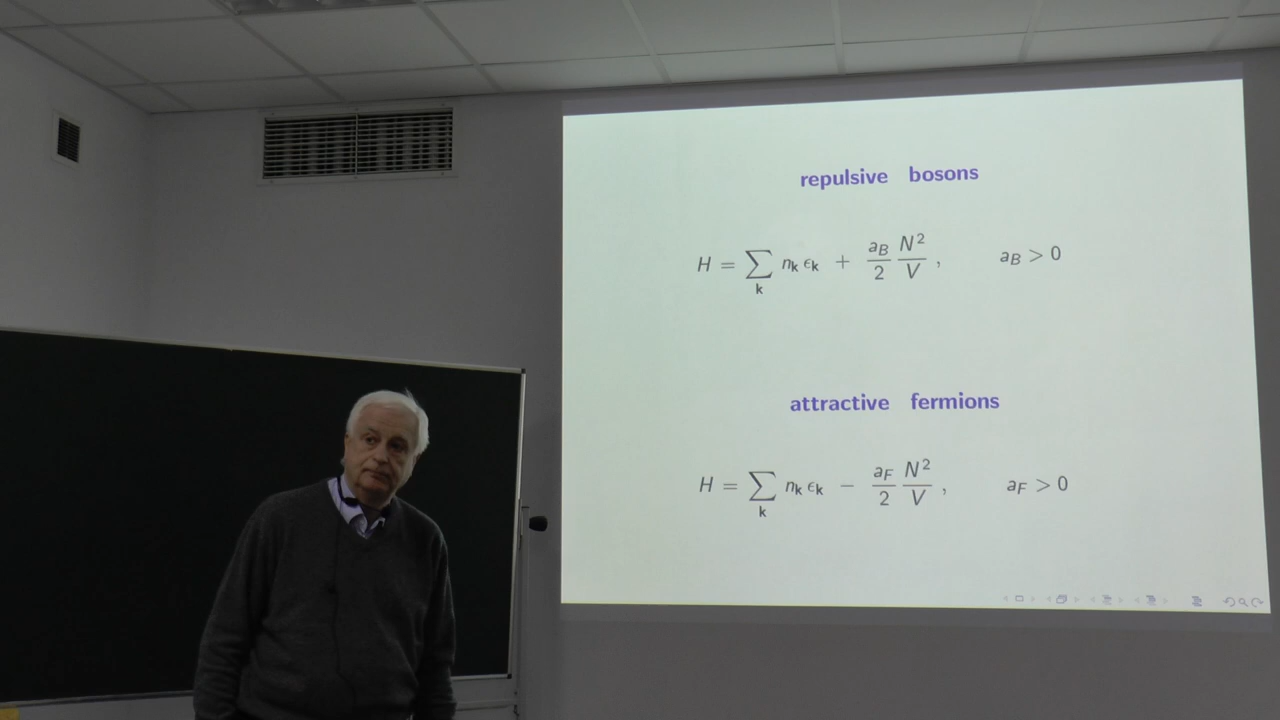 repulsive bosons
H = ∑_𝐤 n_𝐤 ϵ_𝐤 + a_B/2 N²/V , a_B > 0
attractive fermions
H = ∑_𝐤 n_𝐤 ϵ_𝐤 − a_F/2 N²/V , a_F > 0